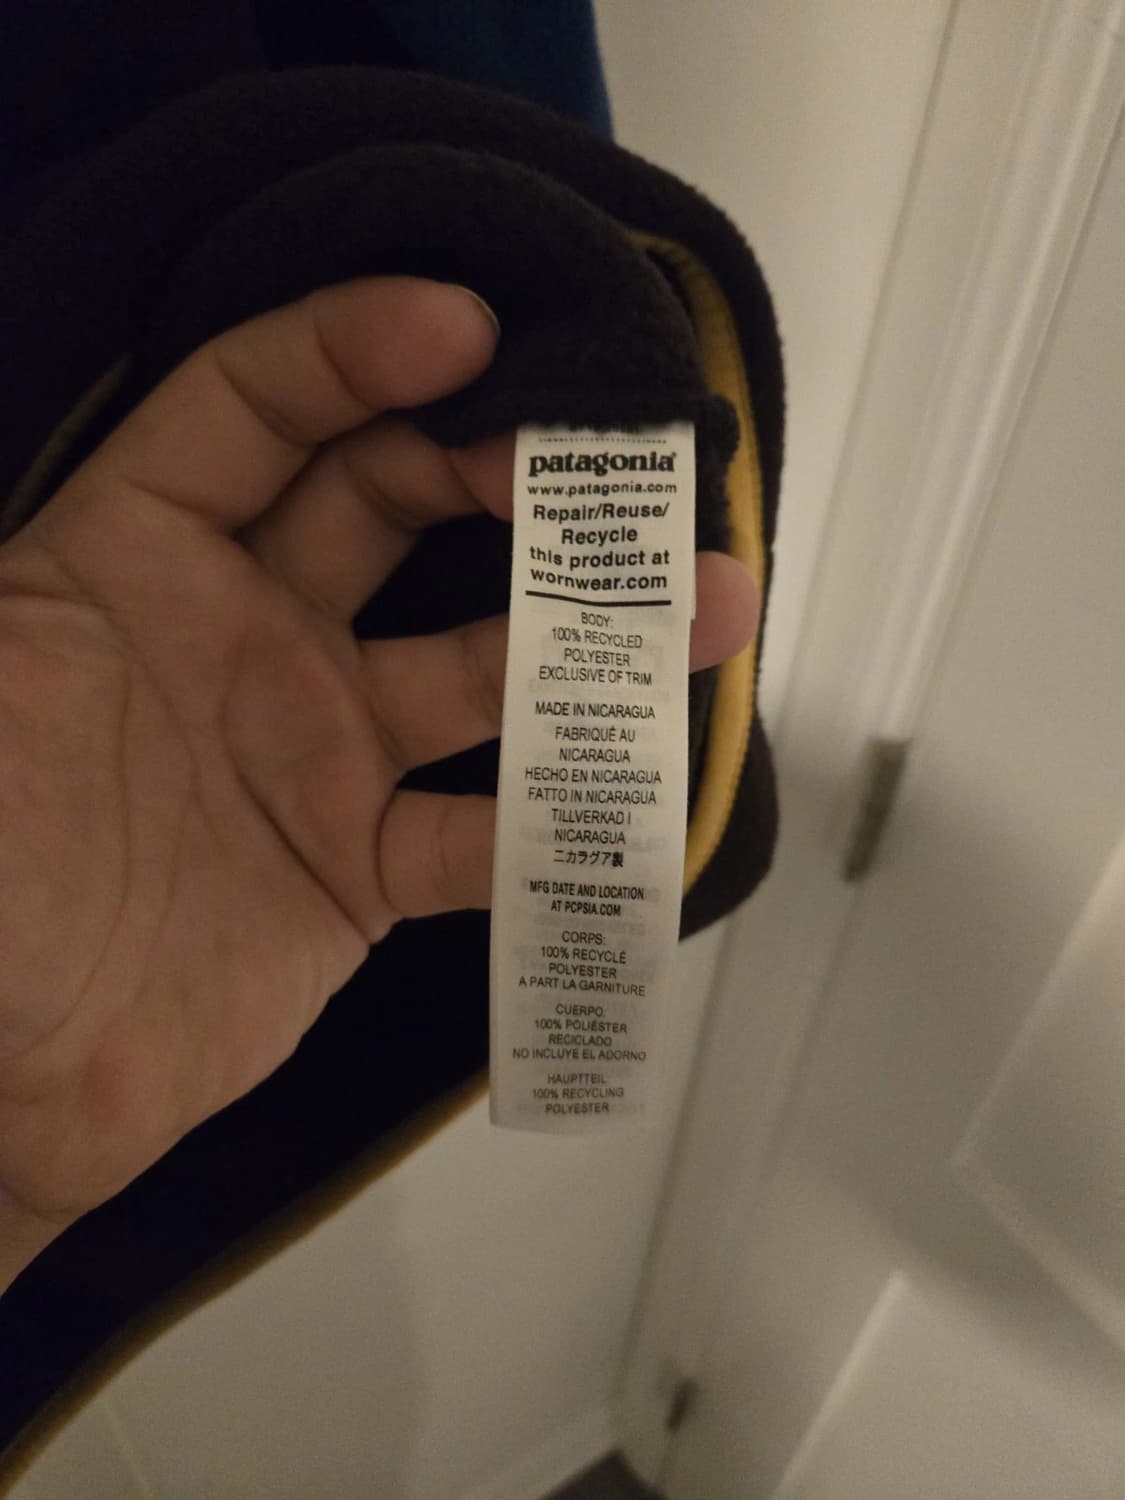 patagonia®
www.patagonia.com
Repair/Reuse/
Recycle
this product at
wornwear.com
BODY:
100% RECYCLED
POLYESTER
EXCLUSIVE OF TRIM
MADE IN NICARAGUA
FABRIQUÉ AU
NICARAGUA
HECHO EN NICARAGUA
FATTO IN NICARAGUA
TILLVERKAD I
NICARAGUA
ニカラグア製
MFG DATE AND LOCATION
AT PCPSIA.COM
CORPS:
100% RECYCLÉ
POLYESTER
A PART LA GARNITURE
CUERPO:
100% POLIÉSTER
RECICLADO
NO INCLUYE EL ADORNO
HAUPTTEIL:
100% RECYCLING
POLYESTER